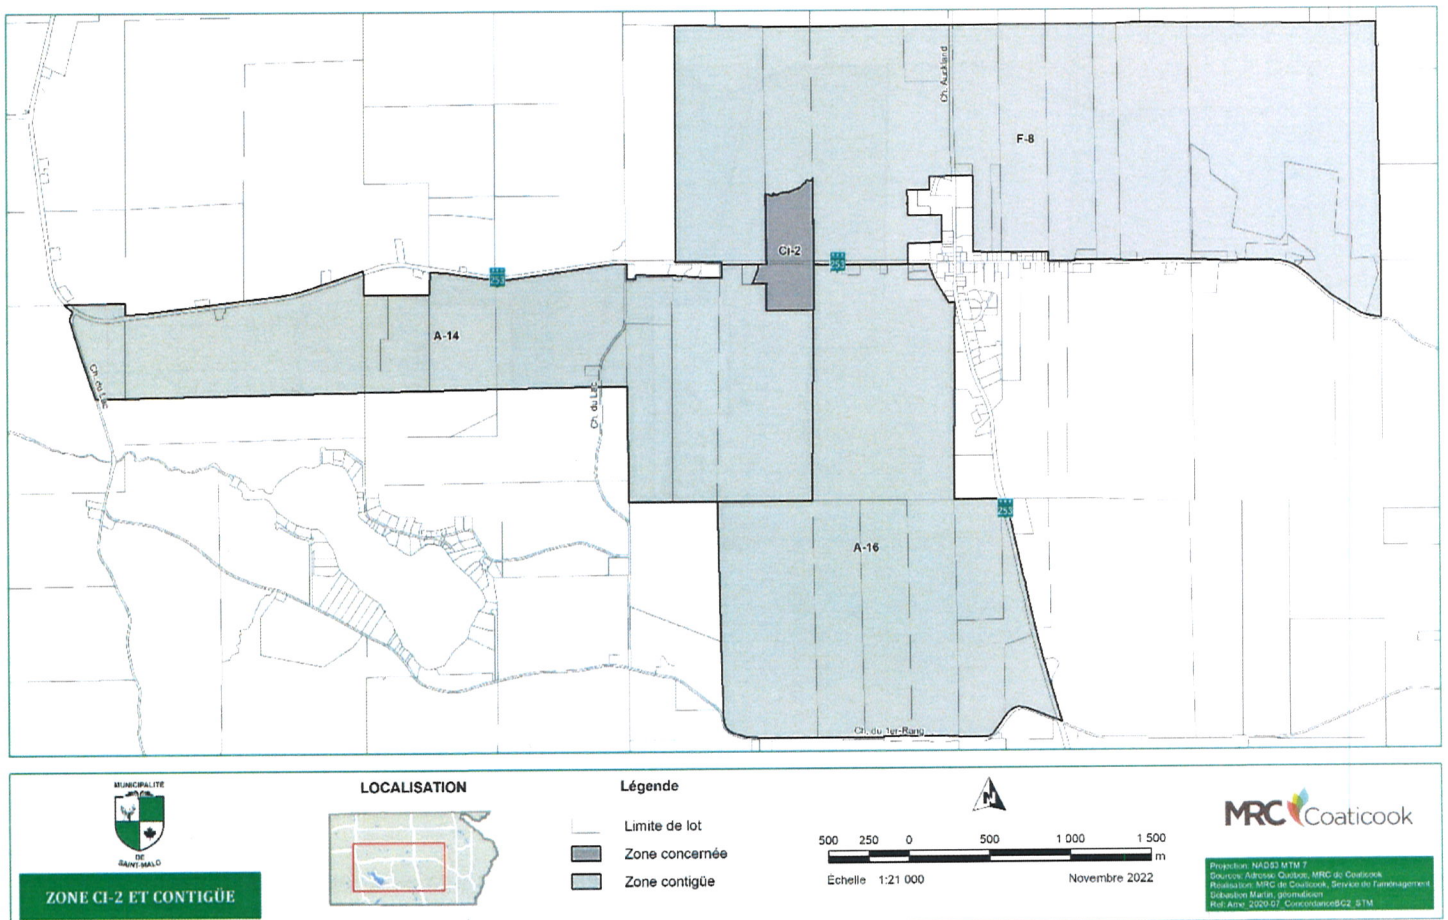 Ch. Auckland
F-8
CI-2
253
253
A-14
Ch. du Lac
Ch. du Lac
253
A-16
Ch. du 1er-Rang
MUNICIPALITÉ
DE
SAINT-MALO
ZONE CI-2 ET CONTIGÜE
LOCALISATION
Légende
Limite de lot
Zone concernée
Zone contigüe
N
500 250 0 500 1 000 1 500
m
Échelle 1:21 000
Novembre 2022
MRC Coaticook
Projection: NAD83 MTM 7
Sources: Adresse Québec, MRC de Coaticook
Réalisation: MRC de Coaticook, Service de l'aménagement
Sébastien Martin, géomaticien
Ref: Ame_2020-07_ConcordanceSC2_STM